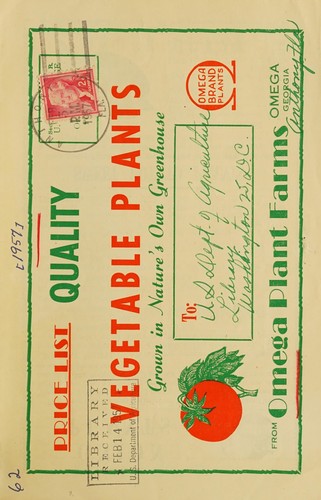 62
[1957]
PRICE LIST
QUALITY
VEGETABLE PLANTS
Grown in Nature's Own Greenhouse
LIBRARY
RECEIVED
FEB 14
U.S. Department of
To:
U.S. Dept. of Agriculture
Library
Washington 25, D.C.
OMEGA
BRAND
PLANTS
FROM Omega Plant Farms
OMEGA
GEORGIA